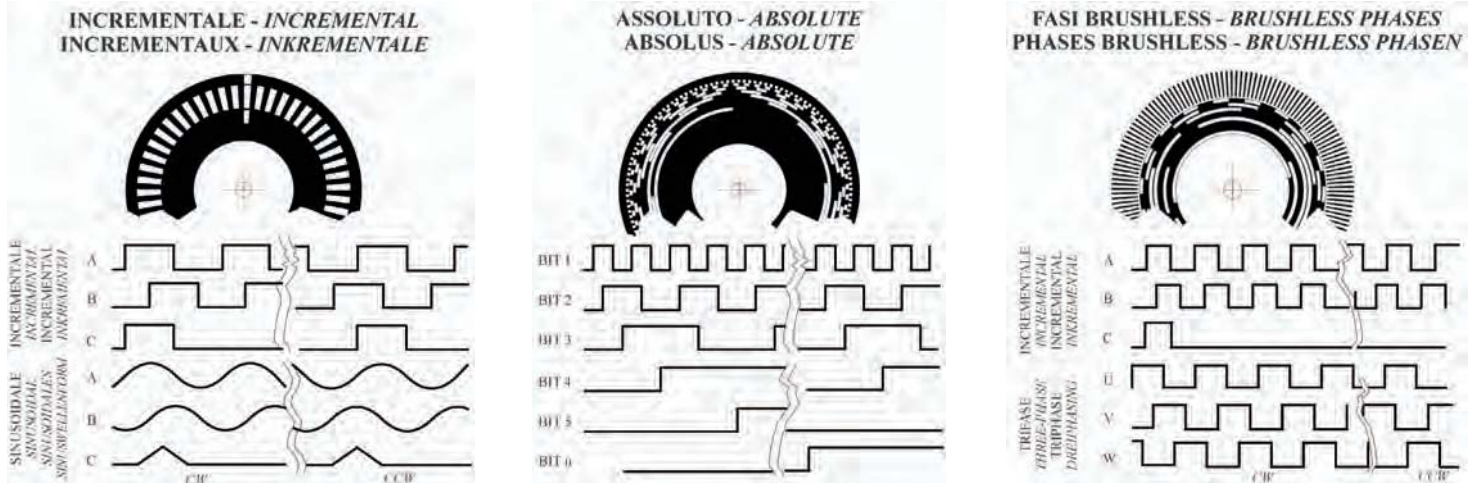 INCREMENTALE - INCREMENTAL
INCREMENTAUX - INKREMENTALE
INCREMENTALE
INCREMENTAL
INCREMENTAL
INKREMENTAL
A
B
C
SINUSOIDALE
SINUSOIDAL
SINUSOIDALES
SINUSWELLENFORM
A
B
C
CW
CCW
ASSOLUTO - ABSOLUTE
ABSOLUS - ABSOLUTE
BIT 1
BIT 2
BIT 3
BIT 4
BIT 5
BIT 6
FASI BRUSHLESS - BRUSHLESS PHASES
PHASES BRUSHLESS - BRUSHLESS PHASEN
INCREMENTALE
INCREMENTAL
INCREMENTAL
INKREMENTAL
A
B
C
TRIFASE
THREE-PHASE
TRIPHASE
DREIPHASING
U
V
W
CW
CCW